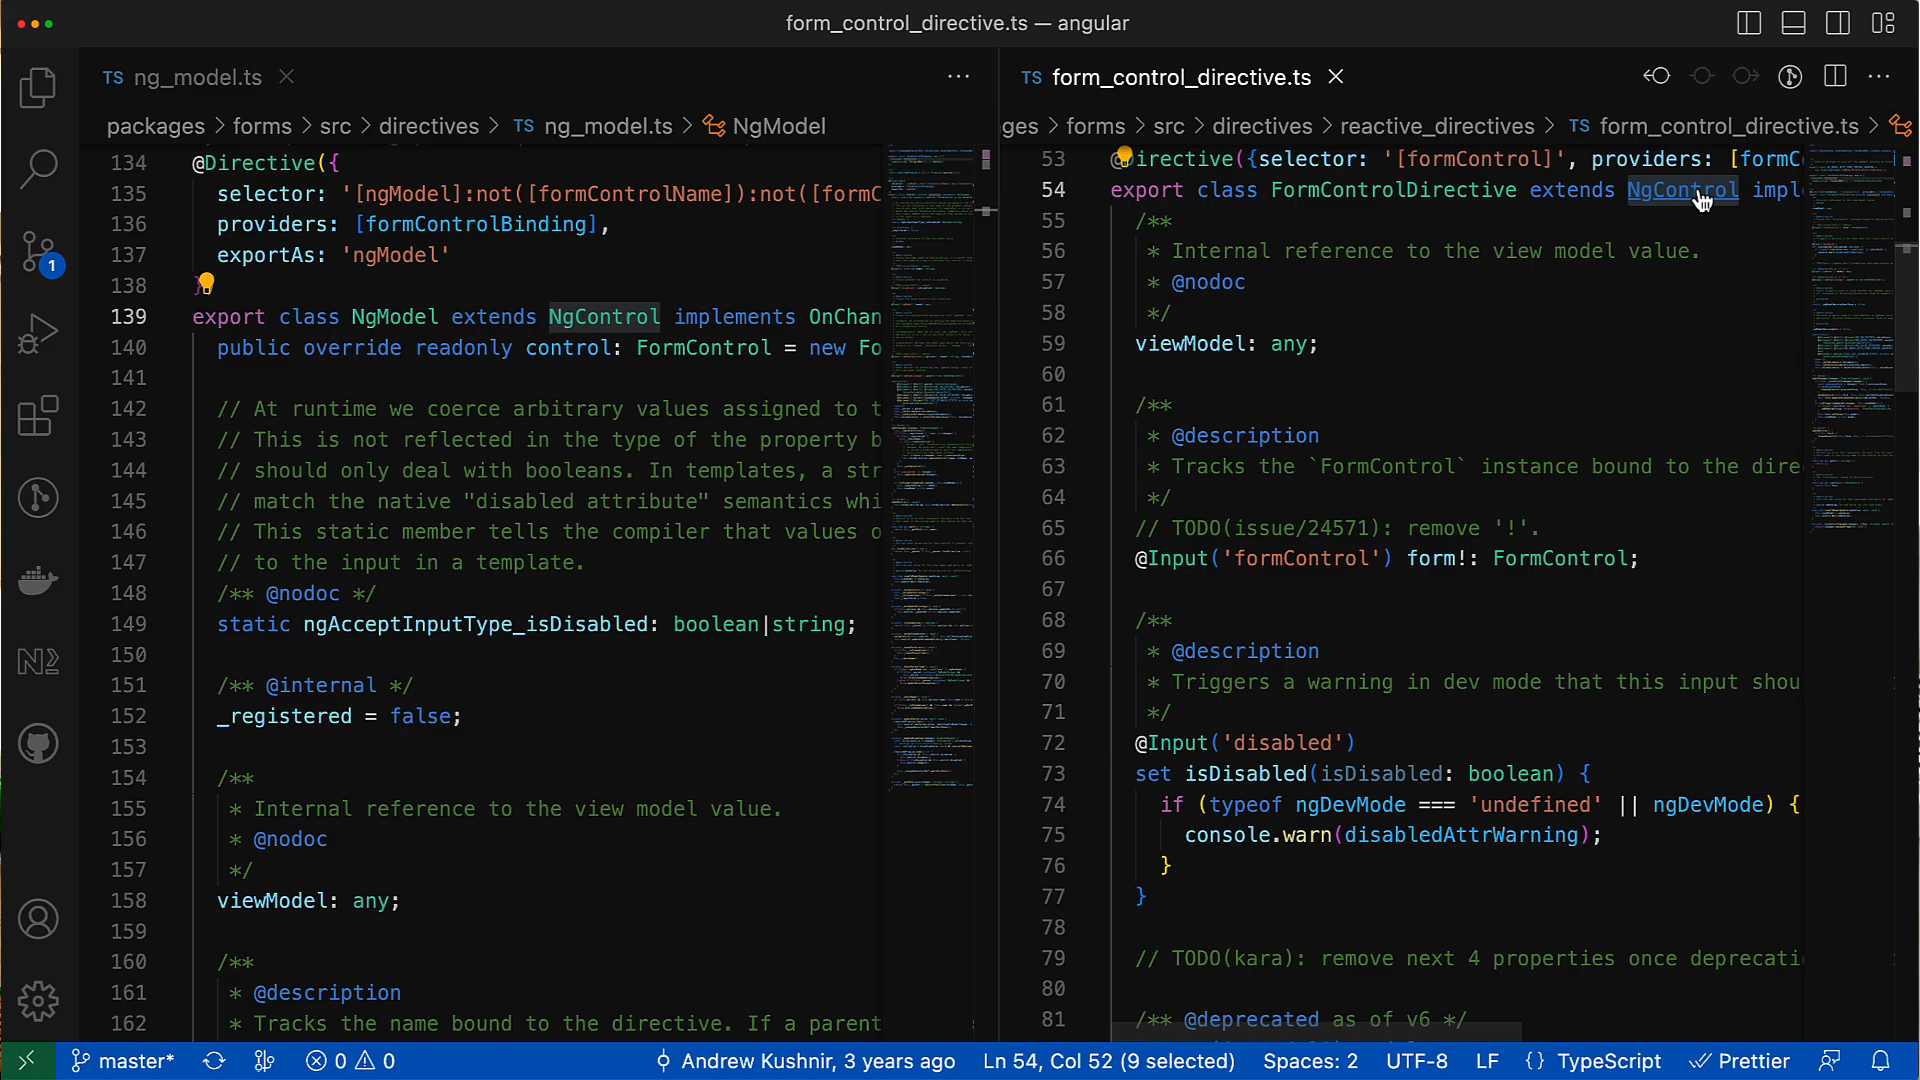 form_control_directive.ts — angular
TS ng_model.ts
packages > forms > src > directives > TS ng_model.ts > NgModel
134 @Directive({
135 selector: '[ngModel]:not([formControlName]):not([formC
136 providers: [formControlBinding],
137 exportAs: 'ngModel'
138 }
139 export class NgModel extends NgControl implements OnChan
140 public override readonly control: FormControl = new Fo
141
142 // At runtime we coerce arbitrary values assigned to t
143 // This is not reflected in the type of the property b
144 // should only deal with booleans. In templates, a str
145 // match the native "disabled attribute" semantics whi
146 // This static member tells the compiler that values o
147 // to the input in a template.
148 /** @nodoc */
149 static ngAcceptInputType_isDisabled: boolean|string;
150
151 /** @internal */
152 _registered = false;
153
154 /**
155 * Internal reference to the view model value.
156 * @nodoc
157 */
158 viewModel: any;
159
160 /**
161 * @description
162 * Tracks the name bound to the directive. If a parent
TS form_control_directive.ts
ges > forms > src > directives > reactive_directives > TS form_control_directive.ts >
53 @irective({selector: '[formControl]', providers: [formC
54 export class FormControlDirective extends NgControl impl
55 /**
56 * Internal reference to the view model value.
57 * @nodoc
58 */
59 viewModel: any;
60
61 /**
62 * @description
63 * Tracks the `FormControl` instance bound to the dire
64 */
65 // TODO(issue/24571): remove '!'.
66 @Input('formControl') form!: FormControl;
67
68 /**
69 * @description
70 * Triggers a warning in dev mode that this input shou
71 */
72 @Input('disabled')
73 set isDisabled(isDisabled: boolean) {
74 if (typeof ngDevMode === 'undefined' || ngDevMode) {
75 console.warn(disabledAttrWarning);
76 }
77 }
78
79 // TODO(kara): remove next 4 properties once deprecati
80
81 /** @deprecated as of v6 */
1
master*
0 0
Andrew Kushnir, 3 years ago
Ln 54, Col 52 (9 selected)
Spaces: 2
UTF-8
LF
{} TypeScript
Prettier